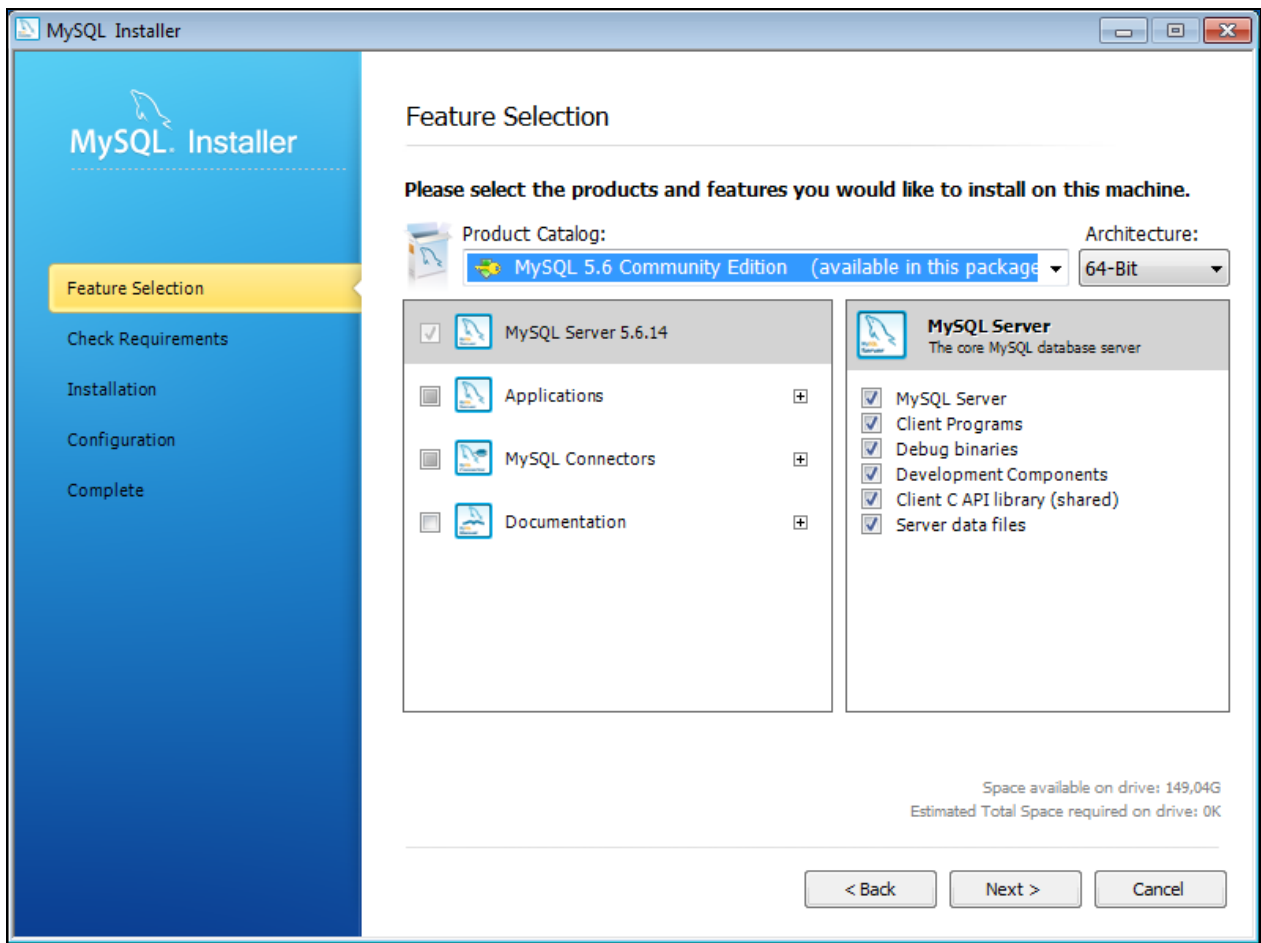 MySQL Installer
MySQL. Installer
Feature Selection
Check Requirements
Installation
Configuration
Complete
Feature Selection
Please select the products and features you would like to install on this machine.
Product Catalog:
Architecture:
MySQL 5.6 Community Edition (available in this package
64-Bit
MySQL Server 5.6.14
Applications
MySQL Connectors
Documentation
MySQL Server
The core MySQL database server
MySQL Server
Client Programs
Debug binaries
Development Components
Client C API library (shared)
Server data files
Space available on drive: 149,04G
Estimated Total Space required on drive: 0K
< Back
Next >
Cancel